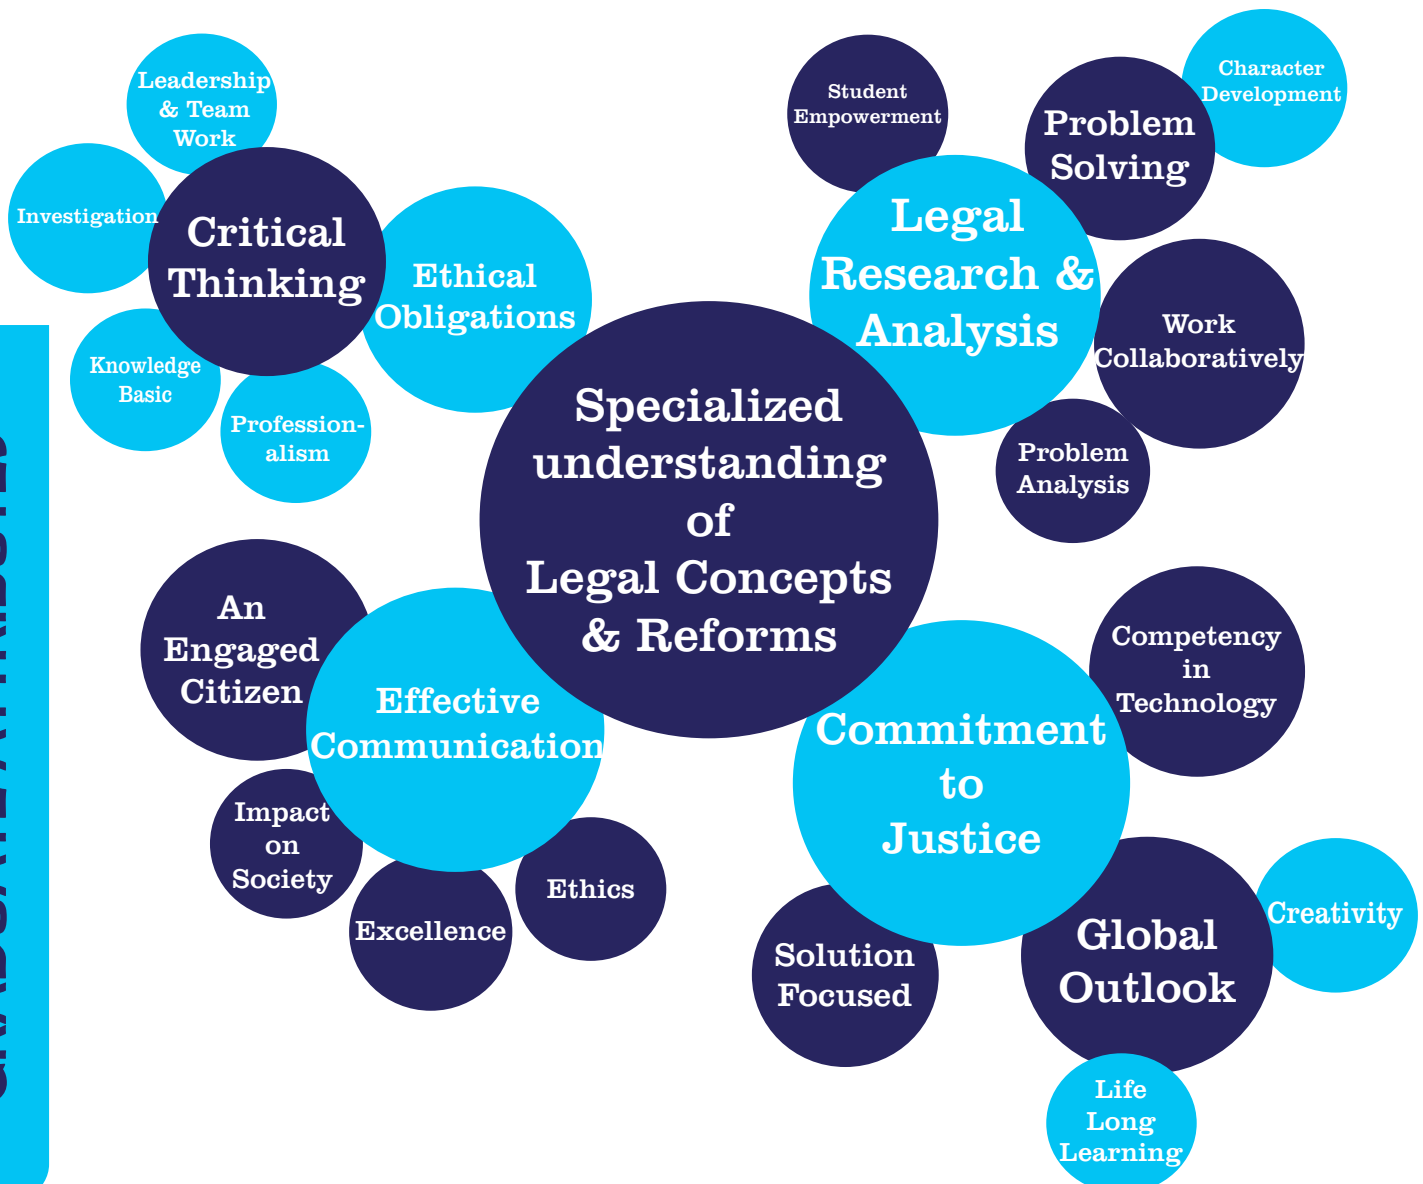 Leadership
& Team
Work
Investigation
Critical
Thinking
Knowledge
Basic
Profession-
alism
Ethical
Obligations
Student
Empowerment
Problem
Solving
Character
Development
Legal
Research &
Analysis
Work
Collaboratively
Problem
Analysis
Specialized
understanding
of
Legal Concepts
& Reforms
An
Engaged
Citizen
Effective
Communication
Impact
on
Society
Excellence
Ethics
Commitment
to
Justice
Competency
in
Technology
Solution
Focused
Global
Outlook
Creativity
Life
Long
Learning